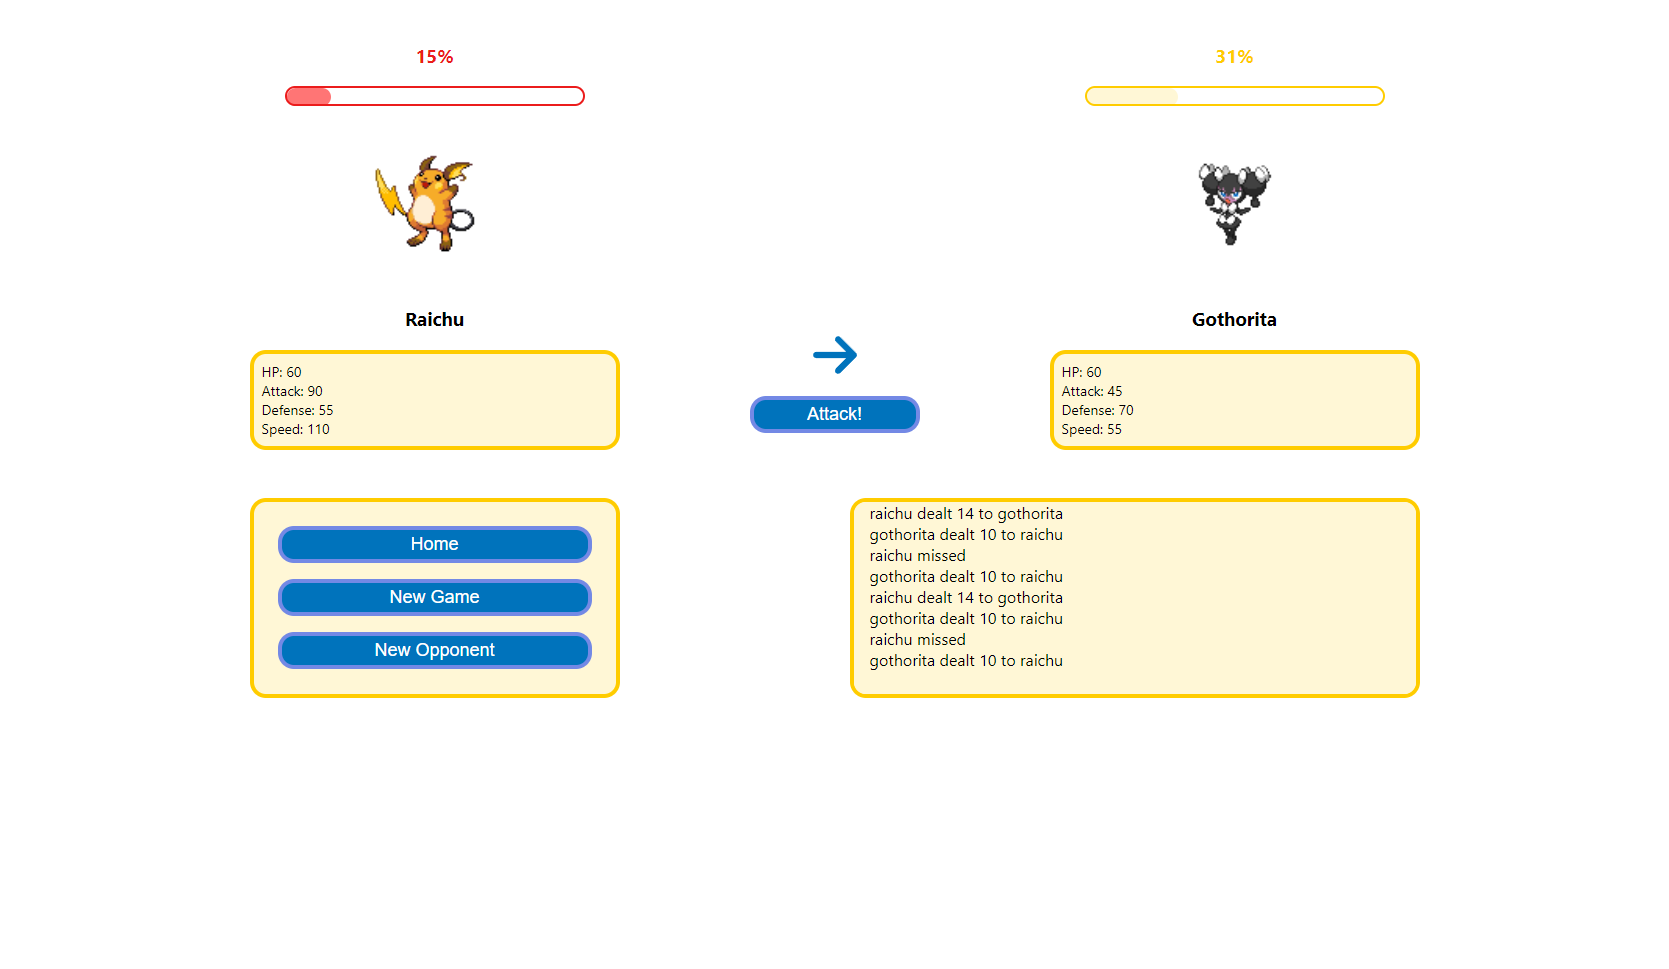 15%
31%
Raichu
Gothorita
HP: 60
Attack: 90
Defense: 55
Speed: 110
Attack!
HP: 60
Attack: 45
Defense: 70
Speed: 55
Home
New Game
New Opponent
raichu dealt 14 to gothorita
gothorita dealt 10 to raichu
raichu missed
gothorita dealt 10 to raichu
raichu dealt 14 to gothorita
gothorita dealt 10 to raichu
raichu missed
gothorita dealt 10 to raichu